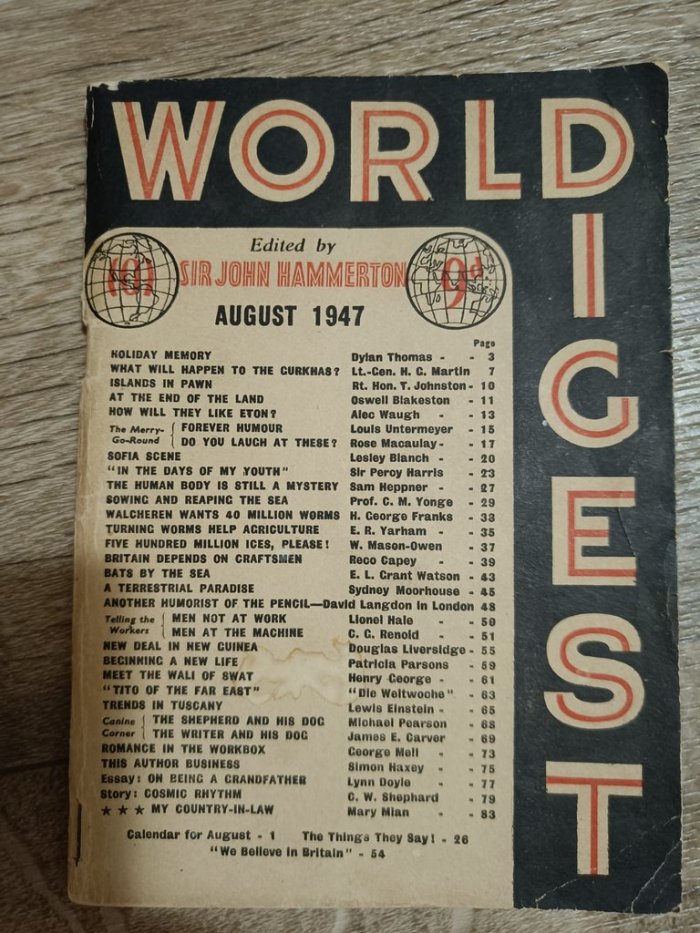 WORLD
DIGEST
Edited by
(9) SIR JOHN HAMMERTON 9d
AUGUST 1947
Page
HOLIDAY MEMORY Dylan Thomas - - 3
WHAT WILL HAPPEN TO THE GURKHAS? Lt.-Gen. H. G. Martin 7
ISLANDS IN PAWN Rt. Hon. T. Johnston - 10
AT THE END OF THE LAND Oswell Blakeston - 11
HOW WILL THEY LIKE ETON? Alec Waugh - - 13
The Merry-Go-Round { FOREVER HUMOUR Louis Untermeyer - 15
DO YOU LAUGH AT THESE? Rose Macaulay - - 17
SOFIA SCENE Lesley Blanch - - 20
"IN THE DAYS OF MY YOUTH" Sir Percy Harris - 23
THE HUMAN BODY IS STILL A MYSTERY Sam Heppner - - 27
SOWING AND REAPING THE SEA Prof. C. M. Yonge - 29
WALCHEREN WANTS 40 MILLION WORMS H. George Franks - 33
TURNING WORMS HELP AGRICULTURE E. R. Yarham - - 35
FIVE HUNDRED MILLION ICES, PLEASE! W. Mason-Owen - 37
BRITAIN DEPENDS ON CRAFTSMEN Reco Capey - - 39
BATS BY THE SEA E. L. Grant Watson - 43
A TERRESTRIAL PARADISE Sydney Moorhouse - 45
ANOTHER HUMORIST OF THE PENCIL—David Langdon in London 48
Telling the Workers { MEN NOT AT WORK Lionel Hale - - 50
MEN AT THE MACHINE C. G. Renold - - 51
NEW DEAL IN NEW GUINEA Douglas Liversidge - 55
BEGINNING A NEW LIFE Patricia Parsons - 59
MEET THE WALI OF SWAT Henry George - - 61
"TITO OF THE FAR EAST" "Die Weltwoche" - 63
TRENDS IN TUSCANY Lewis Einstein - - 65
Canine Corner { THE SHEPHERD AND HIS DOG Michael Pearson - 68
THE WRITER AND HIS DOG James E. Carver - 69
ROMANCE IN THE WORKBOX George Mell - - 73
THIS AUTHOR BUSINESS Simon Haxey - - 75
Essay: ON BEING A GRANDFATHER Lynn Doyle - - 77
Story: COSMIC RHYTHM C. W. Shephard - 79
★ ★ ★ MY COUNTRY-IN-LAW Mary Mian - - 83
Calendar for August - 1 The Things They Say! - 26
"We Believe in Britain" - 54